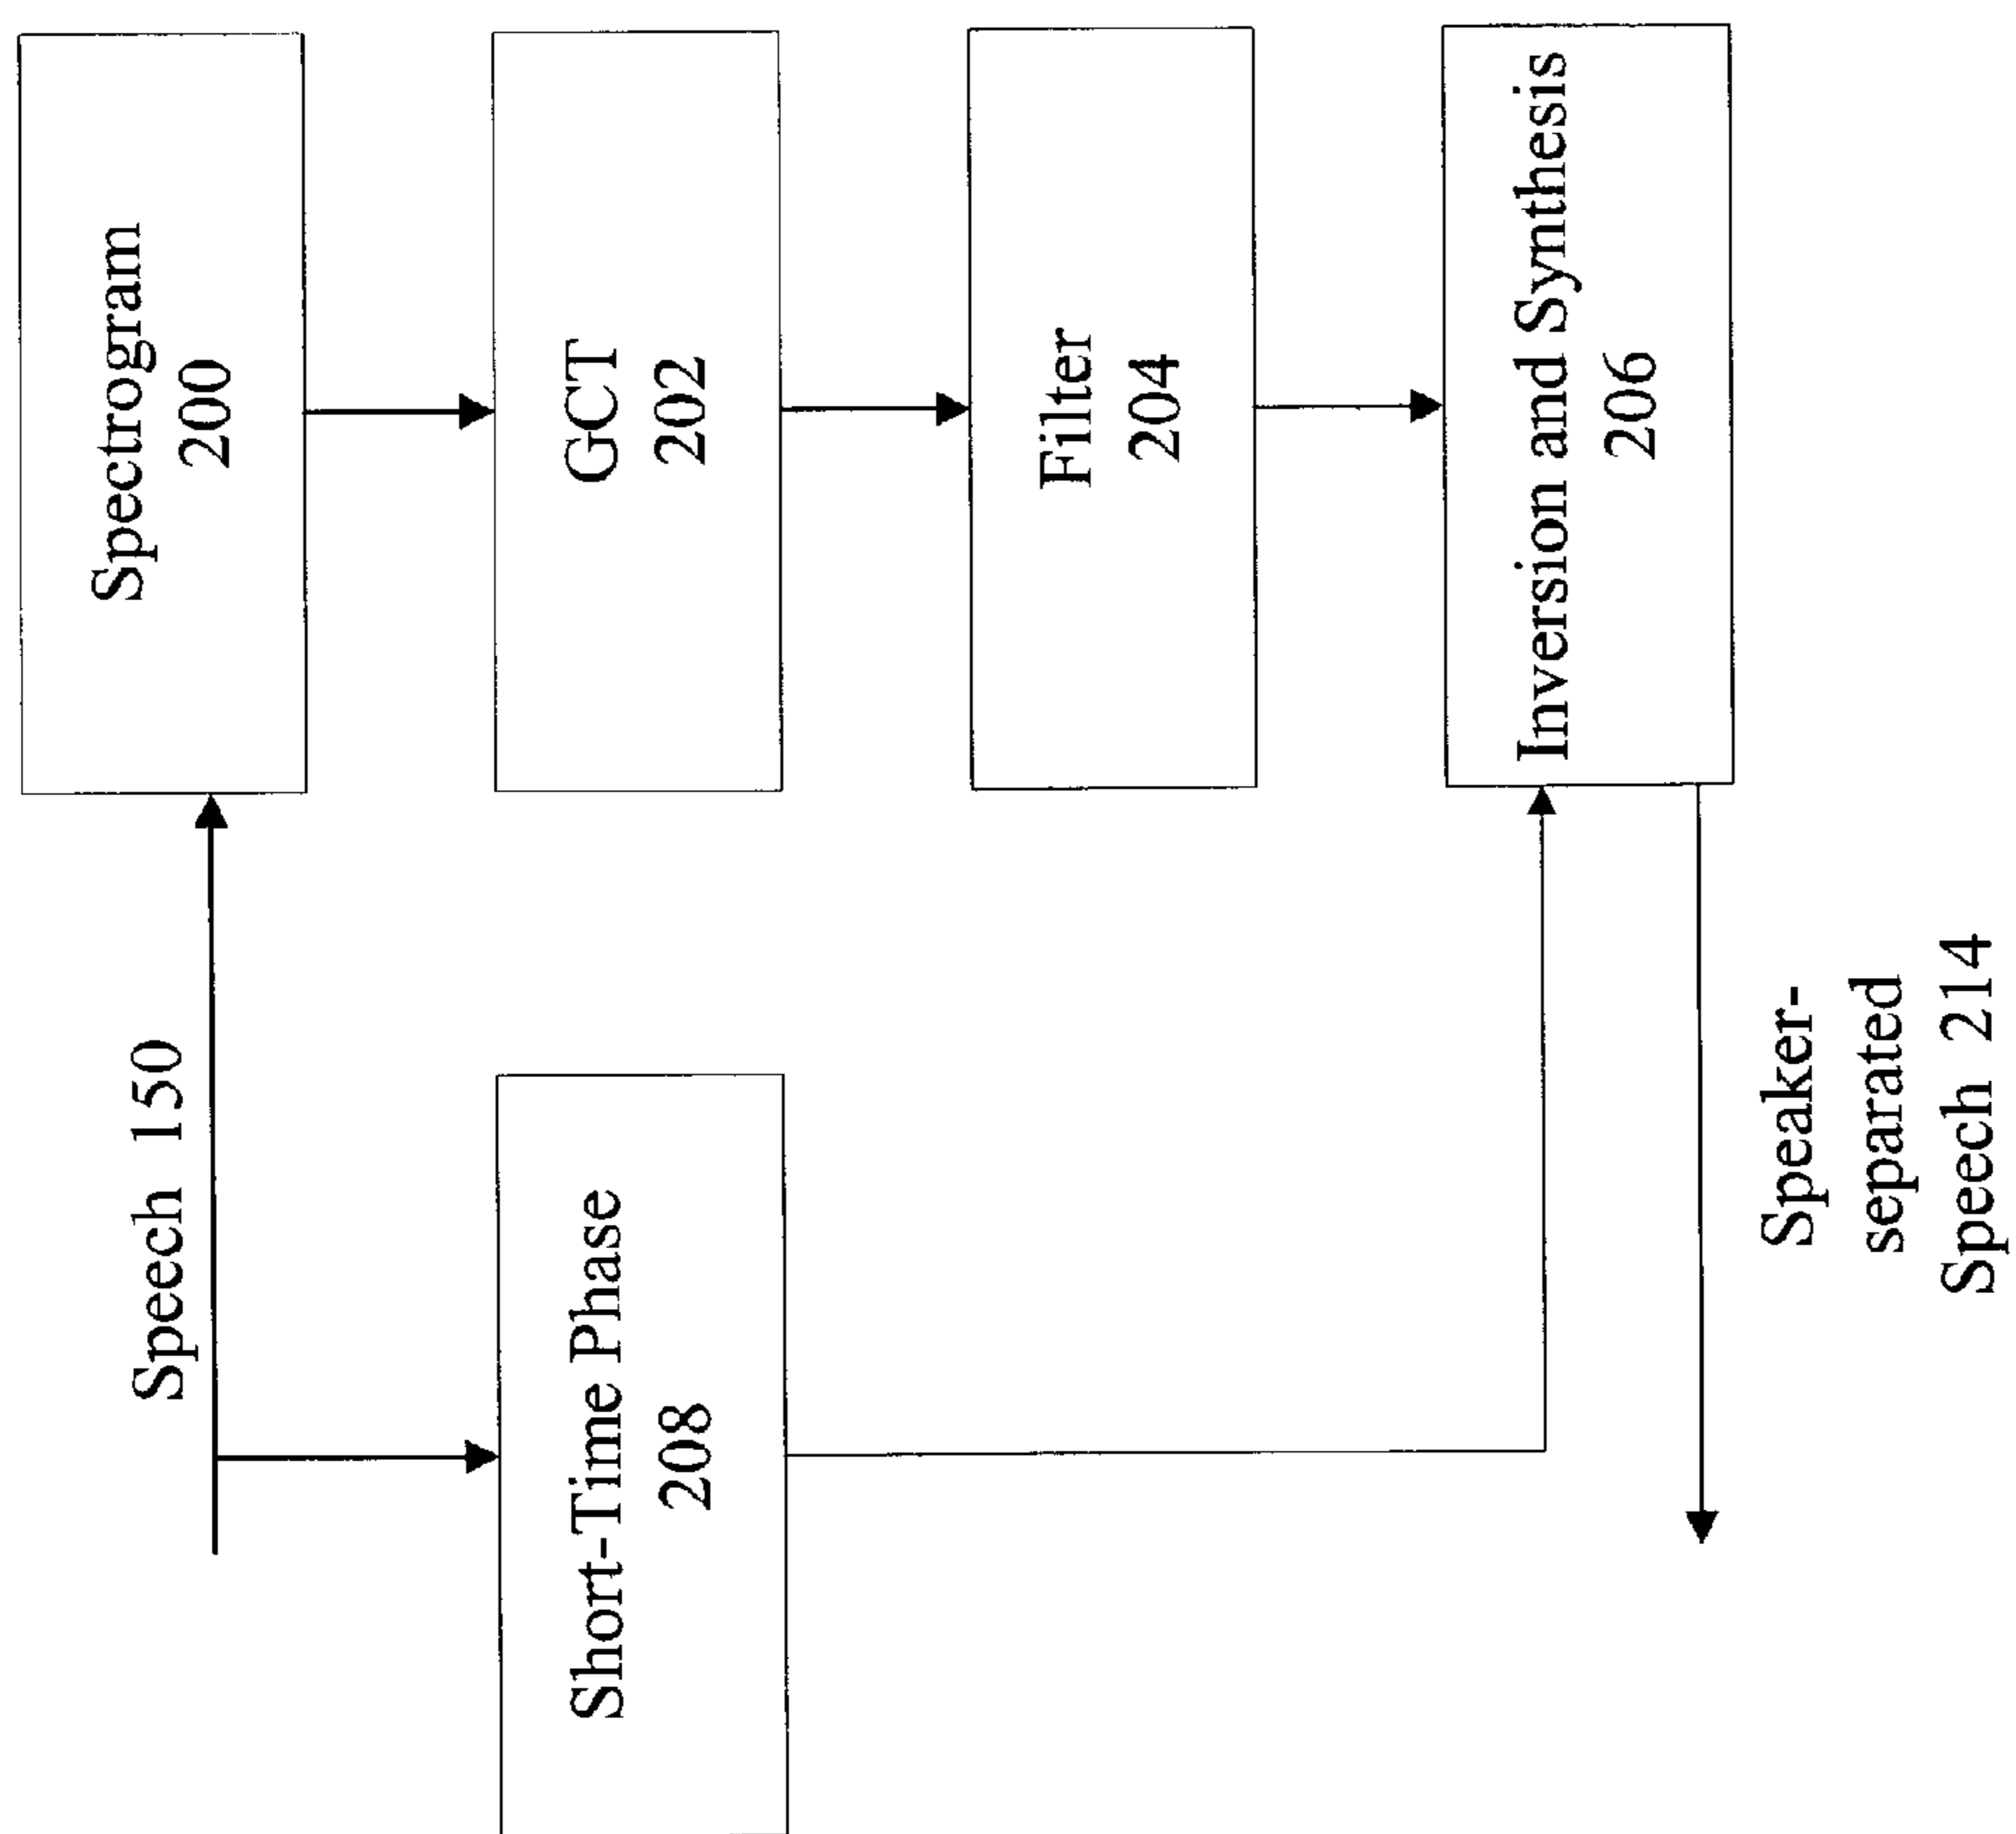 Speech 150
Spectrogram
200
Short-Time Phase
208
GCT
202
Filter
204
Inversion and Synthesis
206
Speaker-
separated
Speech 214